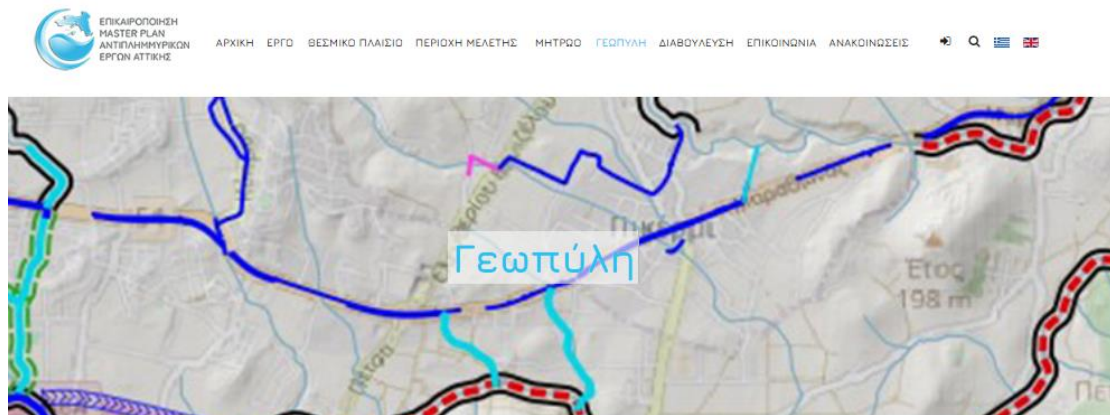 ΕΠΙΚΑΙΡΟΠΟΙΗΣΗ
MASTER PLAN
ΑΝΤΙΠΛΗΜΜΥΡΙΚΩΝ
ΕΡΓΩΝ ΑΤΤΙΚΗΣ
ΑΡΧΙΚΗ ΕΡΓΟ ΘΕΣΜΙΚΟ ΠΛΑΙΣΙΟ ΠΕΡΙΟΧΗ ΜΕΛΕΤΗΣ ΜΗΤΡΩΟ ΓΕΩΠΥΛΗ ΔΙΑΒΟΥΛΕΥΣΗ ΕΠΙΚΟΙΝΩΝΙΑ ΑΝΑΚΟΙΝΩΣΕΙΣ
Γεωπύλη
Έτος
198 m